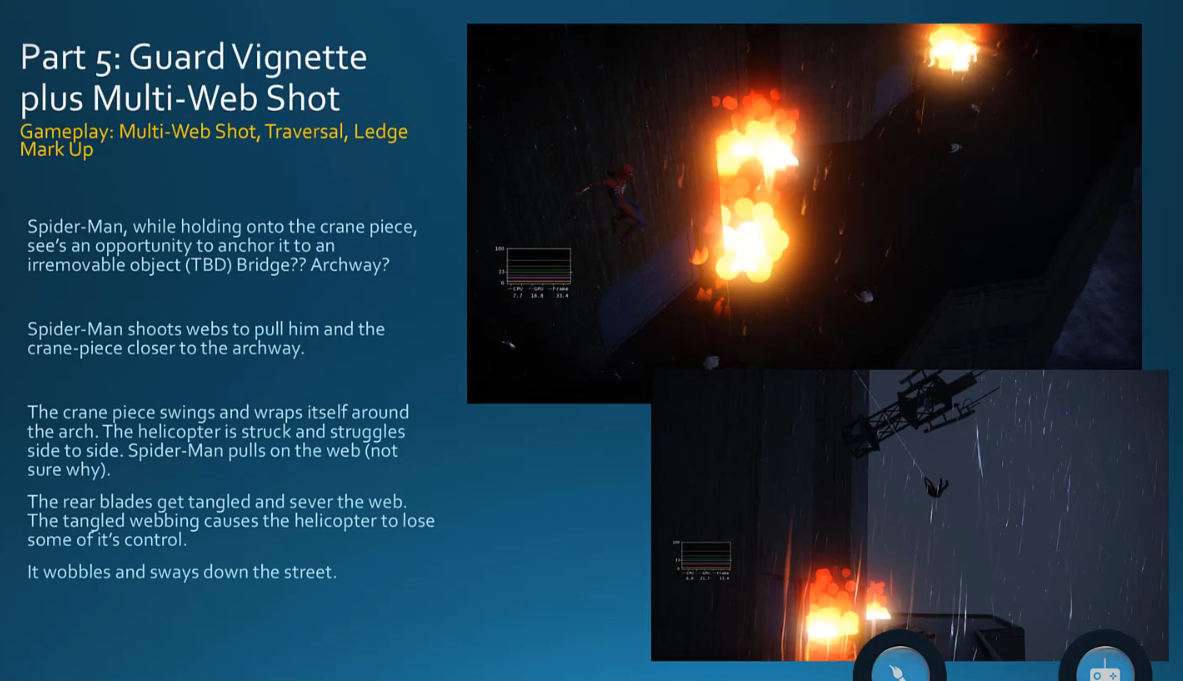 Part 5: Guard Vignette
plus Multi-Web Shot
Gameplay: Multi-Web Shot, Traversal, Ledge
Mark Up
Spider-Man, while holding onto the crane piece,
see's an opportunity to anchor it to an
irremovable object (TBD) Bridge?? Archway?
Spider-Man shoots webs to pull him and the
crane-piece closer to the archway.
The crane piece swings and wraps itself around
the arch. The helicopter is struck and struggles
side to side. Spider-Man pulls on the web (not
sure why).
The rear blades get tangled and sever the web.
The tangled webbing causes the helicopter to lose
some of it's control.
It wobbles and sways down the street.
100
33
0
CPU GPU Frame
7.7 18.8 33.4
CPU GPU Frame